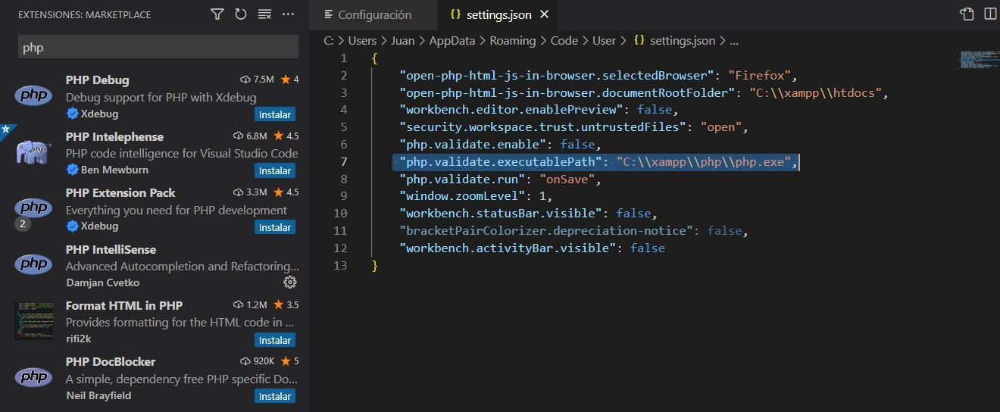 EXTENSIONES: MARKETPLACE
php
PHP Debug 7.5M 4
Debug support for PHP with Xdebug
Xdebug Instalar
PHP Intelephense 6.8M 4.5
PHP code intelligence for Visual Studio Code
Ben Mewburn Instalar
PHP Extension Pack 3.3M 4.5
Everything you need for PHP development
2 Xdebug Instalar
PHP IntelliSense
Advanced Autocompletion and Refactoring...
Damjan Cvetko
Format HTML in PHP 1.2M 3.5
Provides formatting for the HTML code in ...
rifi2k Instalar
PHP DocBlocker 920K 5
A simple, dependency free PHP specific Do...
Neil Brayfield Instalar
Configuración {} settings.json ×
C: > Users > Juan > AppData > Roaming > Code > User > {} settings.json > ...
1 {
2 "open-php-html-js-in-browser.selectedBrowser": "Firefox",
3 "open-php-html-js-in-browser.documentRootFolder": "C:\\xampp\\htdocs",
4 "workbench.editor.enablePreview": false,
5 "security.workspace.trust.untrustedFiles": "open",
6 "php.validate.enable": false,
7 "php.validate.executablePath": "C:\\xampp\\php\\php.exe",
8 "php.validate.run": "onSave",
9 "window.zoomLevel": 1,
10 "workbench.statusBar.visible": false,
11 "bracketPairColorizer.depreciation-notice": false,
12 "workbench.activityBar.visible": false
13 }